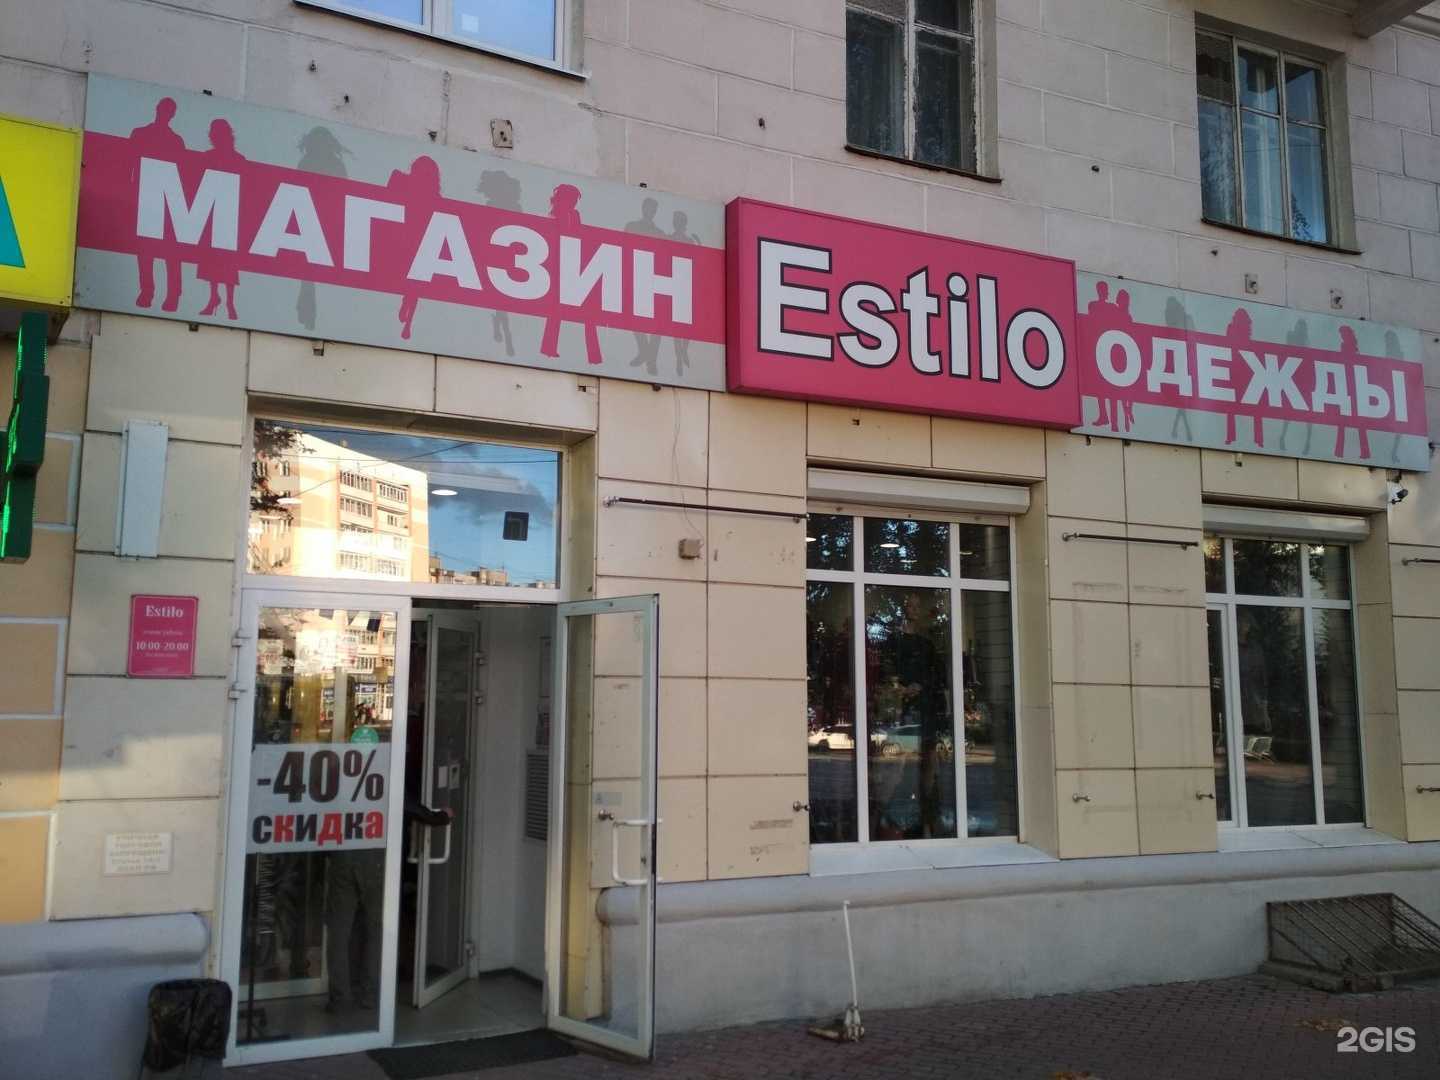 МАГАЗИН
Estilo
ОДЕЖДЫ
Estilo
10:00-20:00
-40%
скидка
2GIS